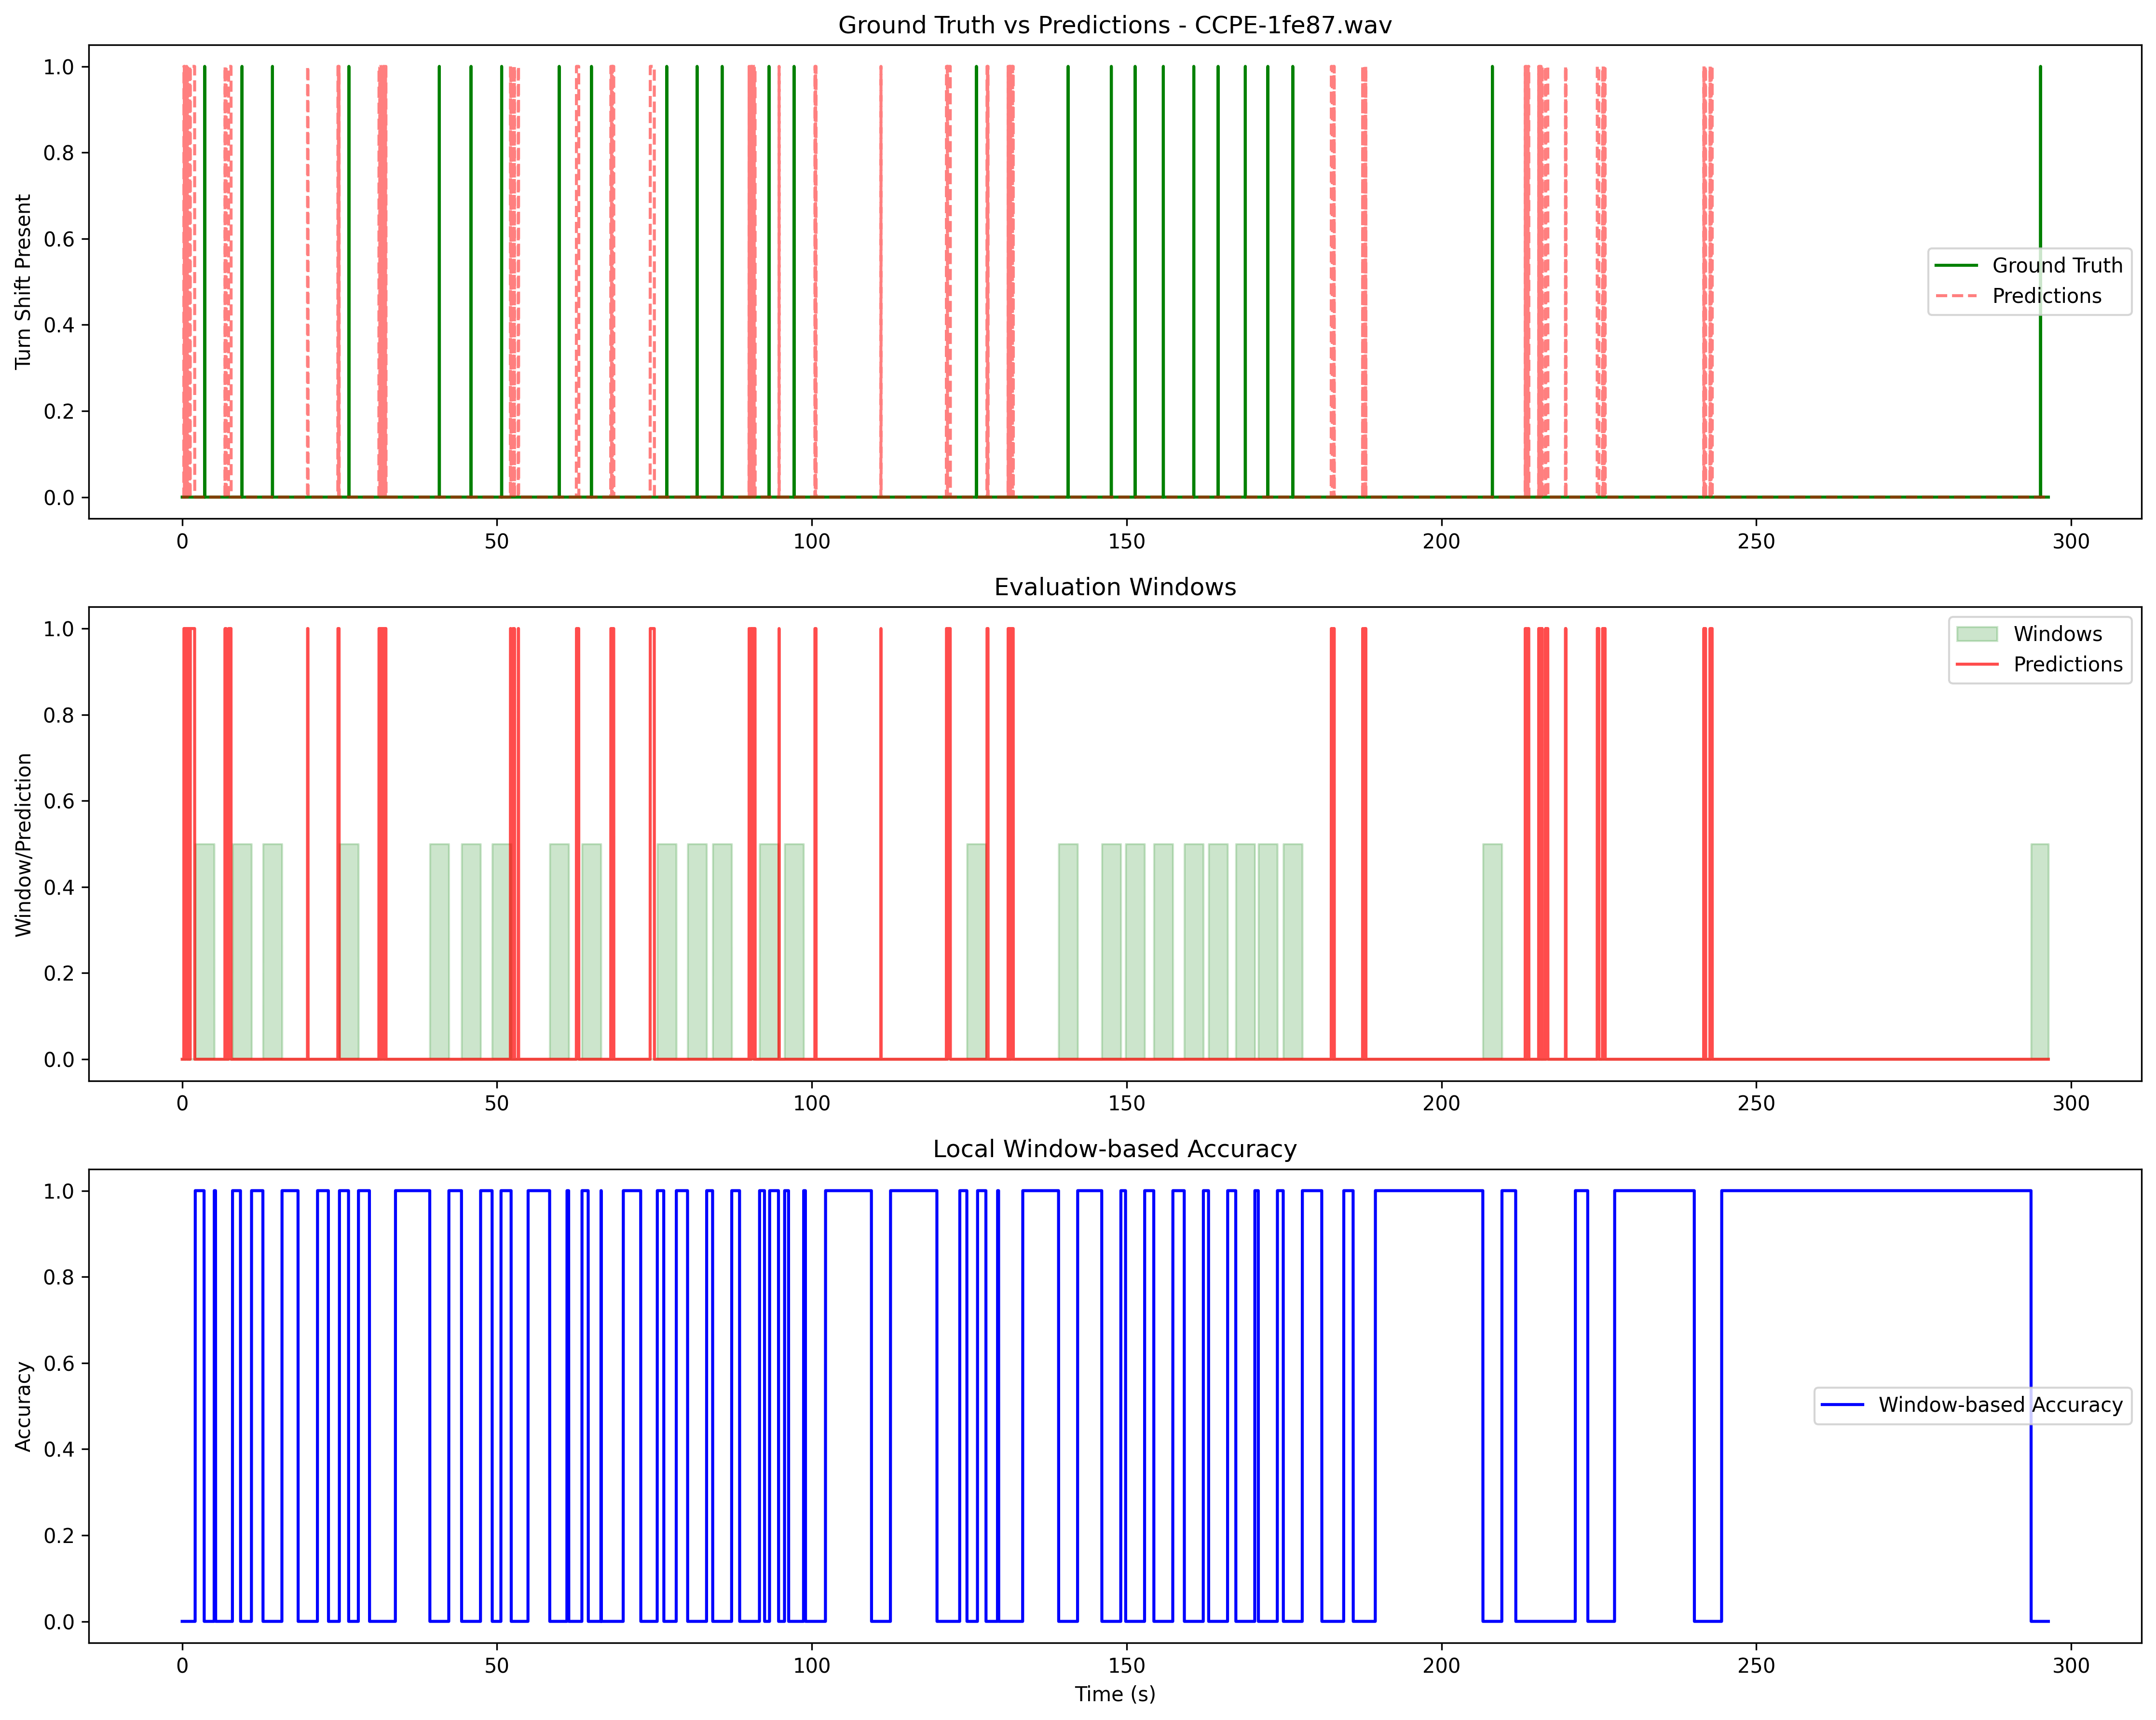 Ground Truth vs Predictions - CCPE-1fe87.wav
Turn Shift Present
1.0
0.8
0.6
0.4
0.2
0.0
Ground Truth
Predictions
0 50 100 150 200 250 300
Evaluation Windows
Window/Prediction
1.0
0.8
0.6
0.4
0.2
0.0
Windows
Predictions
0 50 100 150 200 250 300
Local Window-based Accuracy
Accuracy
1.0
0.8
0.6
0.4
0.2
0.0
Window-based Accuracy
0 50 100 150 200 250 300
Time (s)